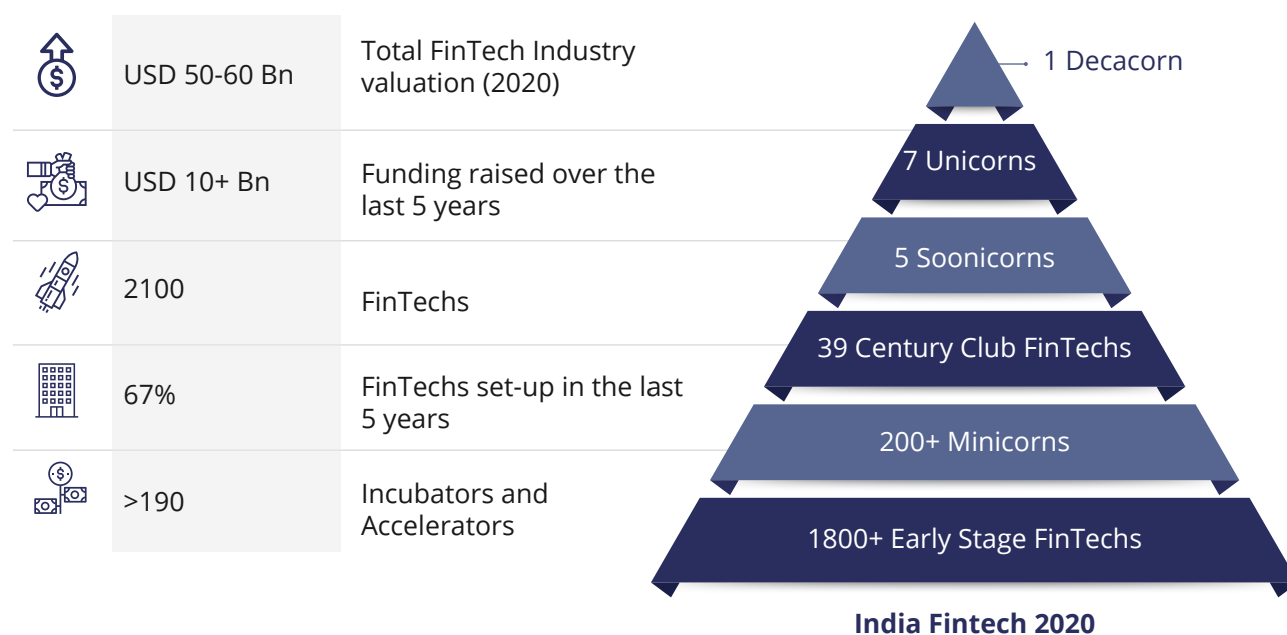 USD 50-60 Bn
Total FinTech Industry
valuation (2020)
USD 10+ Bn
Funding raised over the
last 5 years
2100
FinTechs
67%
FinTechs set-up in the last
5 years
>190
Incubators and
Accelerators
1 Decacorn
7 Unicorns
5 Soonicorns
39 Century Club FinTechs
200+ Minicorns
1800+ Early Stage FinTechs
India Fintech 2020